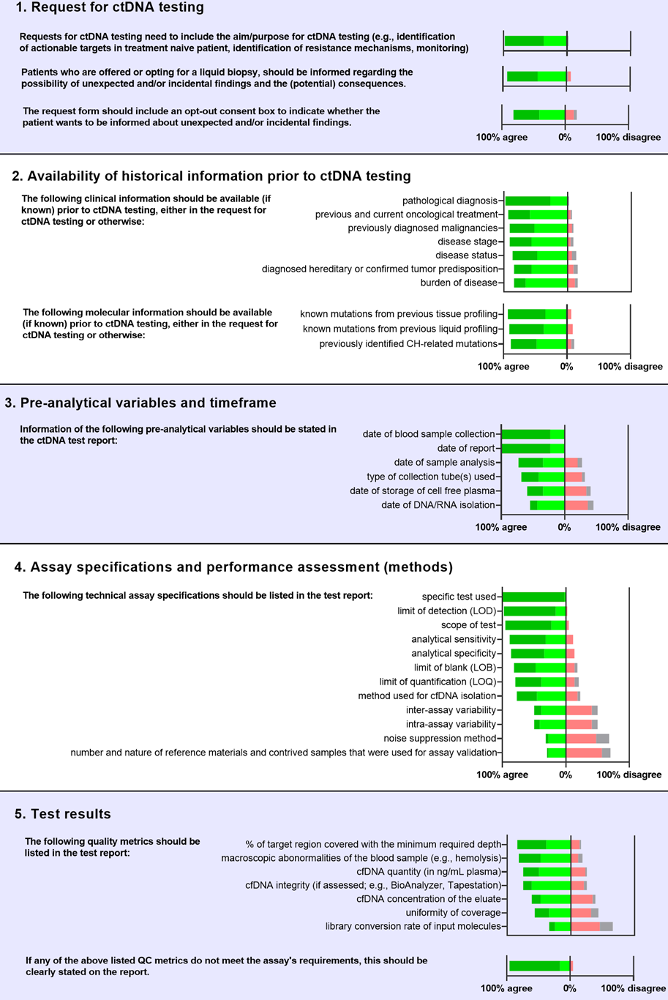 1. Request for ctDNA testing
Requests for ctDNA testing need to include the aim/purpose for ctDNA testing (e.g., identification
of actionable targets in treatment naive patient, identification of resistance mechanisms, monitoring)
Patients who are offered or opting for a liquid biopsy, should be informed regarding the
possibility of unexpected and/or incidental findings and the (potential) consequences.
The request form should include an opt-out consent box to indicate whether the
patient wants to be informed about unexpected and/or incidental findings.
100% agree 0% 100% disagree
2. Availability of historical information prior to ctDNA testing
The following clinical information should be available (if
known) prior to ctDNA testing, either in the request for
ctDNA testing or otherwise:
pathological diagnosis
previous and current oncological treatment
previously diagnosed malignancies
disease stage
disease status
diagnosed hereditary or confirmed tumor predisposition
burden of disease
The following molecular information should be available
(if known) prior to ctDNA testing, either in the request for
ctDNA testing or otherwise:
known mutations from previous tissue profiling
known mutations from previous liquid profiling
previously identified CH-related mutations
100% agree 0% 100% disagree
3. Pre-analytical variables and timeframe
Information of the following pre-analytical variables should be stated in
the ctDNA test report:
date of blood sample collection
date of report
date of sample analysis
type of collection tube(s) used
date of storage of cell free plasma
date of DNA/RNA isolation
100% agree 0% 100% disagree
4. Assay specifications and performance assessment (methods)
The following technical assay specifications should be listed in the test report:
specific test used
limit of detection (LOD)
scope of test
analytical sensitivity
analytical specificity
limit of blank (LOB)
limit of quantification (LOQ)
method used for cfDNA isolation
inter-assay variability
intra-assay variability
noise suppression method
number and nature of reference materials and contrived samples that were used for assay validation
100% agree 0% 100% disagree
5. Test results
The following quality metrics should be
listed in the test report:
% of target region covered with the minimum required depth
macroscopic abonormalities of the blood sample (e.g., hemolysis)
cfDNA quantity (in ng/mL plasma)
cfDNA integrity (if assessed; e.g., BioAnalyzer, Tapestation)
cfDNA concentration of the eluate
uniformity of coverage
library conversion rate of input molecules
If any of the above listed QC metrics do not meet the assay's requirements, this should be
clearly stated on the report.
100% agree 0% 100% disagree